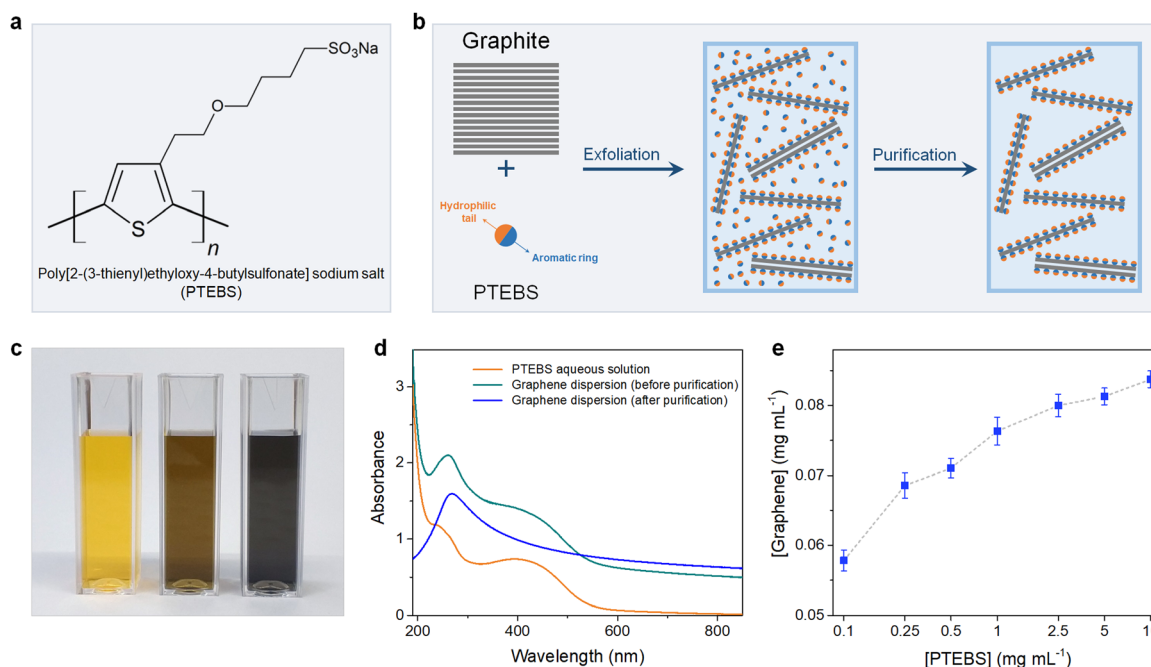 a
SO₃Na
O
S
n
Poly[2-(3-thienyl)ethyloxy-4-butylsulfonate] sodium salt
(PTEBS)
b
Graphite
+
Hydrophilic
tail
Aromatic ring
PTEBS
Exfoliation
Purification
c
d
PTEBS aqueous solution
Graphene dispersion (before purification)
Graphene dispersion (after purification)
3
2
1
0
Absorbance
200
400
600
800
Wavelength (nm)
e
0.08
0.07
0.06
0.05
[Graphene] (mg mL⁻¹)
0.1
0.25
0.5
1
2.5
5
[PTEBS] (mg mL⁻¹)